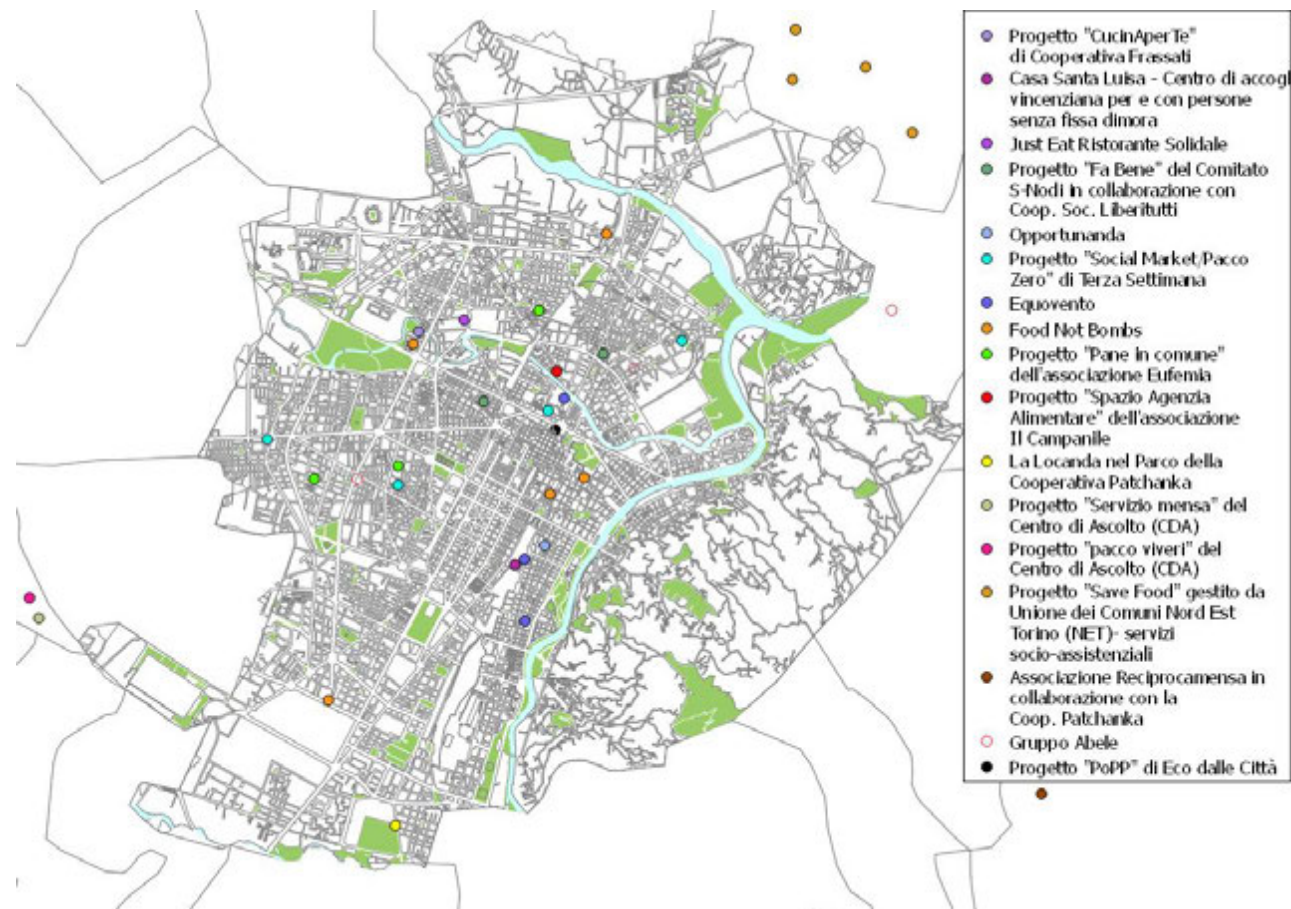 Progetto "CucinAperTe"
di Cooperativa Frassati
Casa Santa Luisa - Centro di accogl
vincenziana per e con persone
senza fissa dimora
Just Eat Ristorante Solidale
Progetto "Fa Bene" del Comitato
S-Nodi in collaborazione con
Coop. Soc. Liberitutti
Opportunanda
Progetto "Social Market/Pacco
Zero" di Terza Settimana
Equovento
Food Not Bombs
Progetto "Pane in comune"
dell'associazione Eufemia
Progetto "Spazio Agenzia
Alimentare" dell'associazione
Il Campanile
La Locanda nel Parco della
Cooperativa Patchanka
Progetto "Servizio mensa" del
Centro di Ascolto (CDA)
Progetto "pacco viveri" del
Centro di Ascolto (CDA)
Progetto "Save Food" gestito da
Unione dei Comuni Nord Est
Torino (NET)- servizi
socio-assistenziali
Associazione Reciprocamensa in
collaborazione con la
Coop. Patchanka
Gruppo Abele
Progetto "PoPP" di Eco dalle Città